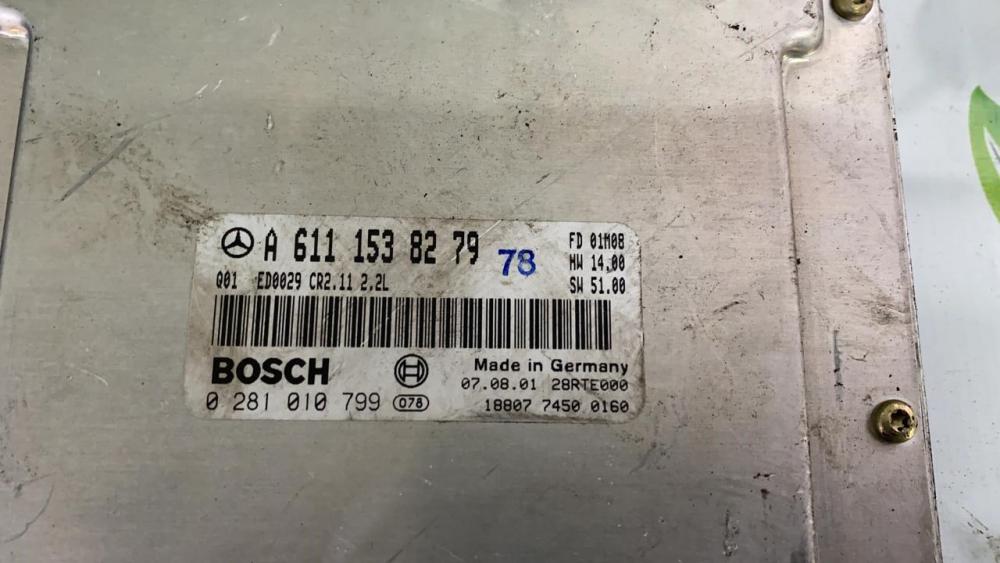 A 611 153 82 79 78
FD 01M08
HW 14.00
SW 51.00
Q01 ED0029 CR2.11 2,2L
BOSCH
Made in Germany
07.08.01 28RTE000
0 281 010 799 078
18807 7450 0160